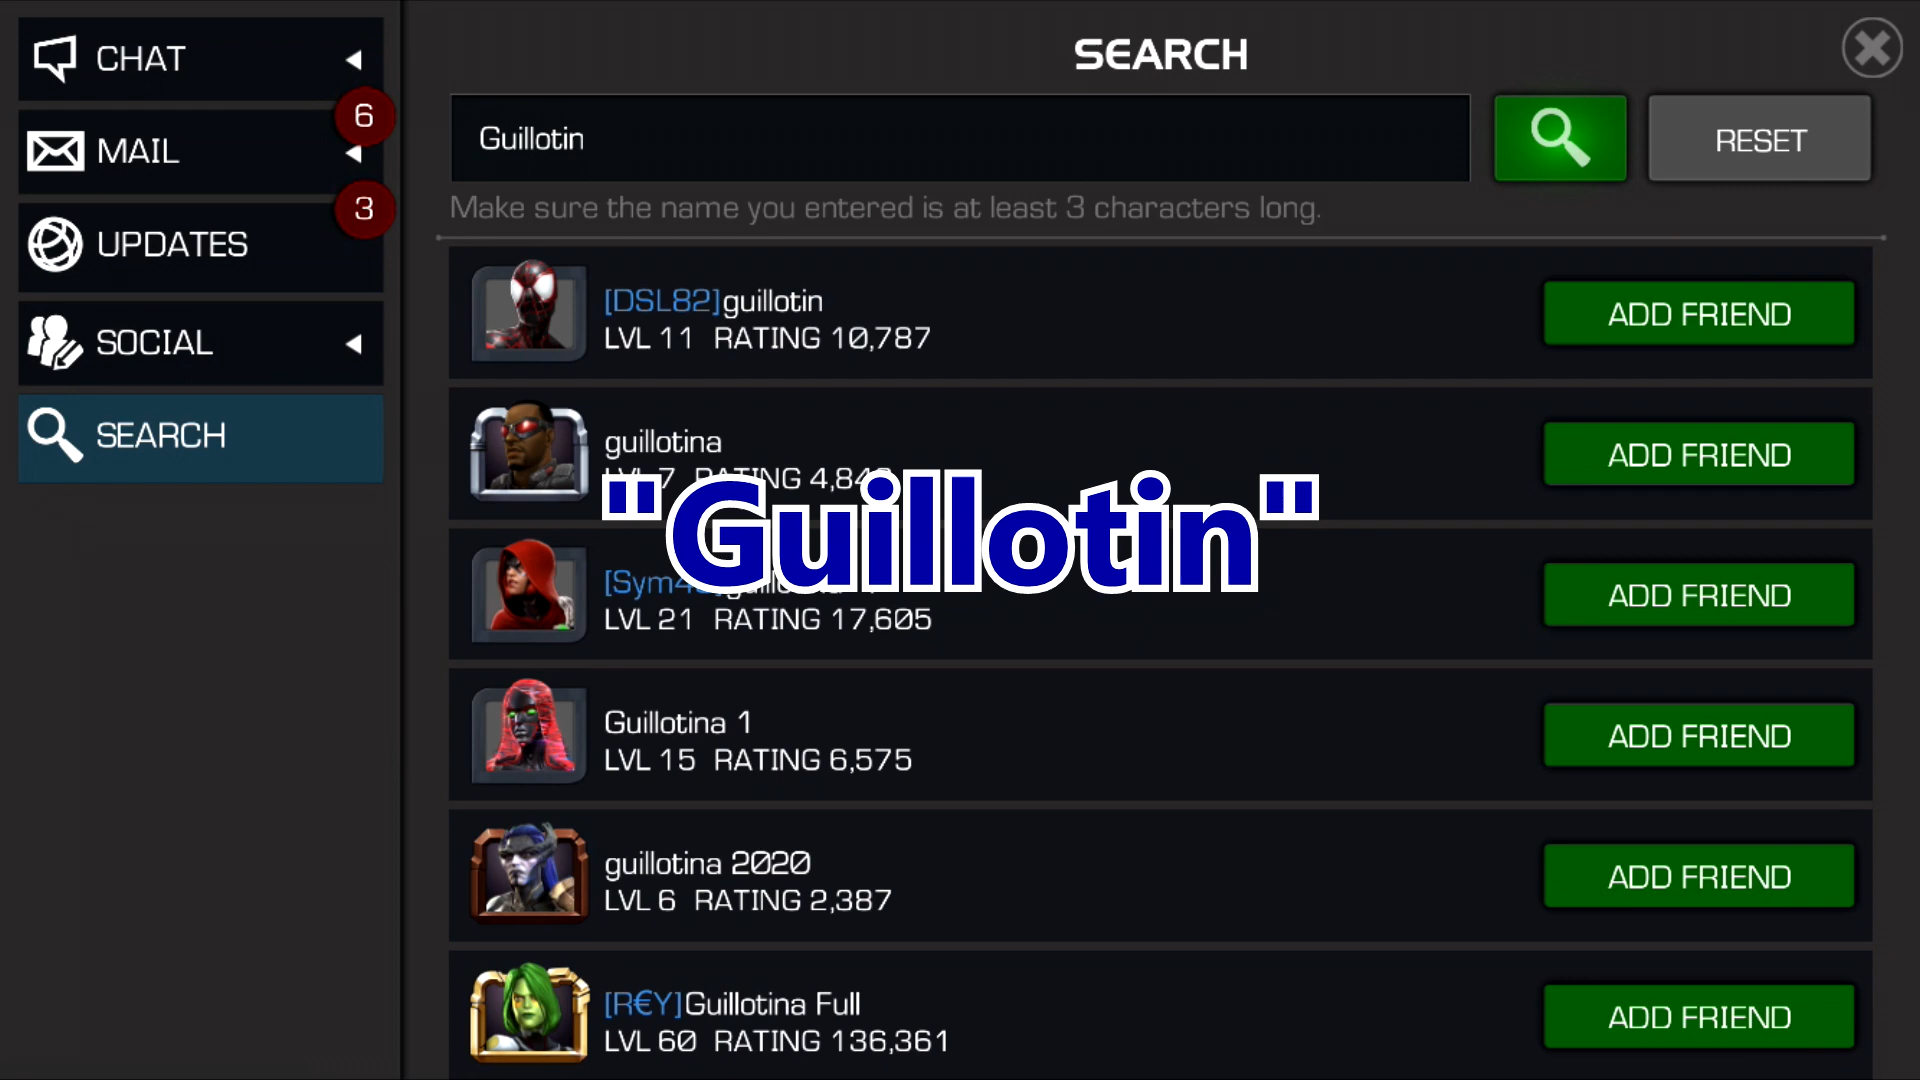 CHAT
6
MAIL
3
UPDATES
SOCIAL
SEARCH
SEARCH
Guillotin
RESET
Make sure the name you entered is at least 3 characters long.
[DSL82]guillotin
LVL 11 RATING 10,787
ADD FRIEND
guillotina
LVL 7 RATING
ADD FRIEND
"Guillotin"
LVL 21 RATING 17,605
ADD FRIEND
Guillotina 1
LVL 15 RATING 6,575
ADD FRIEND
guillotina 2020
LVL 6 RATING 2,387
ADD FRIEND
[R€Y]Guillotina Full
LVL 60 RATING 136,361
ADD FRIEND